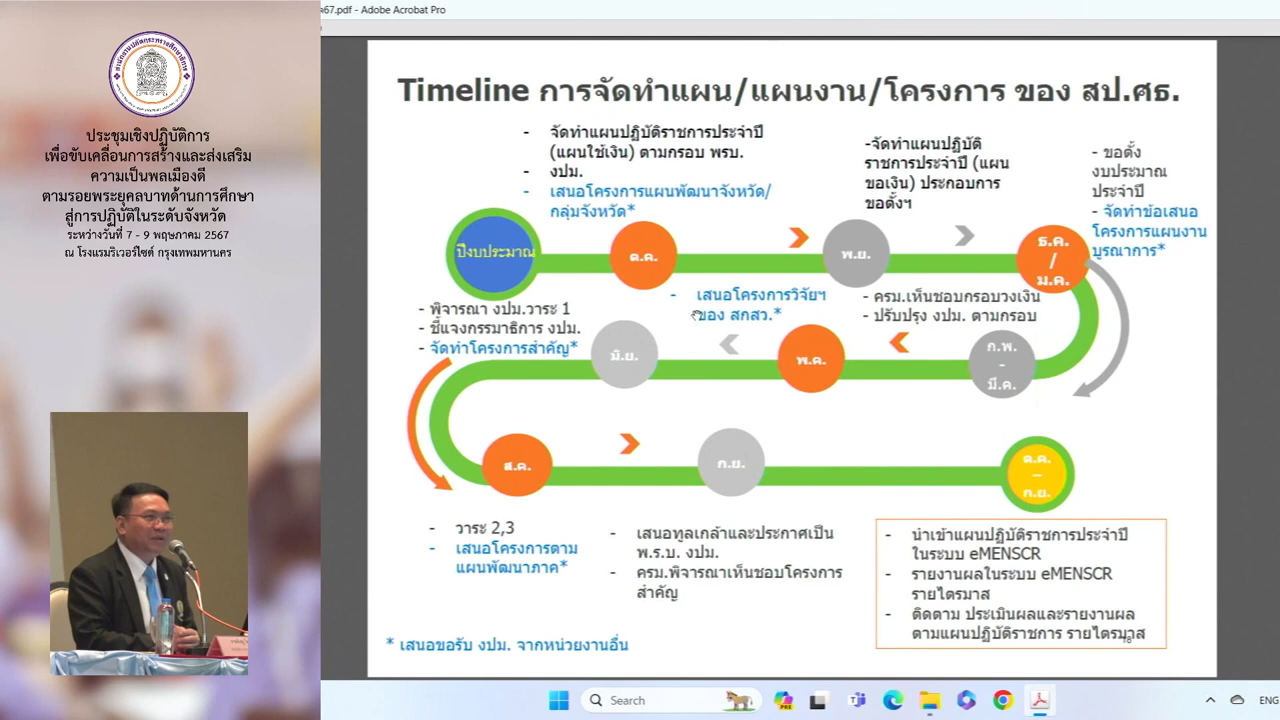 ค67.pdf - Adobe Acrobat Pro
สำนักงานปลัดกระทรวงศึกษาธิการ
ประชุมเชิงปฏิบัติการ
เพื่อขับเคลื่อนการสร้างและส่งเสริม
ความเป็นพลเมืองดี
ตามรอยพระยุคลบาทด้านการศึกษา
สู่การปฏิบัติในระดับจังหวัด
ระหว่างวันที่ 7 - 9 พฤษภาคม 2567
ณ โรงแรมริเวอร์ไซด์ กรุงเทพมหานคร
Timeline การจัดทำแผน/แผนงาน/โครงการ ของ สป.ศธ.
- จัดทำแผนปฏิบัติราชการประจำปี
(แผนใช้เงิน) ตามกรอบ พรบ.
- งปม.
- เสนอโครงการแผนพัฒนาจังหวัด/
กลุ่มจังหวัด*
-จัดทำแผนปฏิบัติ
ราชการประจำปี (แผน
ขอเงิน) ประกอบการ
ขอตั้งฯ
- ขอตั้ง
งบประมาณ
ประจำปี
- จัดทำข้อเสนอ
โครงการแผนงาน
บูรณาการ*
ปีงบประมาณ
ต.ค.
พ.ย.
ธ.ค.
/
ม.ค.
- พิจารณา งปม.วาระ 1
- ชี้แจงกรรมาธิการ งปม.
- จัดทำโครงการสำคัญ*
- เสนอโครงการวิจัยฯ
ของ สกสว.*
- ครม.เห็นชอบกรอบวงเงิน
- ปรับปรุง งปม. ตามกรอบ
มิ.ย.
พ.ค.
ก.พ.
-
มี.ค.
ส.ค.
ก.ย.
ต.ค.
–
ก.ย.
- วาระ 2,3
- เสนอโครงการตาม
แผนพัฒนาภาค*
- เสนอทูลเกล้าและประกาศเป็น
พ.ร.บ. งปม.
- ครม.พิจารณาเห็นชอบโครงการ
สำคัญ
- นำเข้าแผนปฏิบัติราชการประจำปี
ในระบบ eMENSCR
- รายงานผลในระบบ eMENSCR
รายไตรมาส
- ติดตาม ประเมินผลและรายงานผล
ตามแผนปฏิบัติราชการ รายไตรมาส
* เสนอขอรับ งปม. จากหน่วยงานอื่น
Search
PRE
ENG